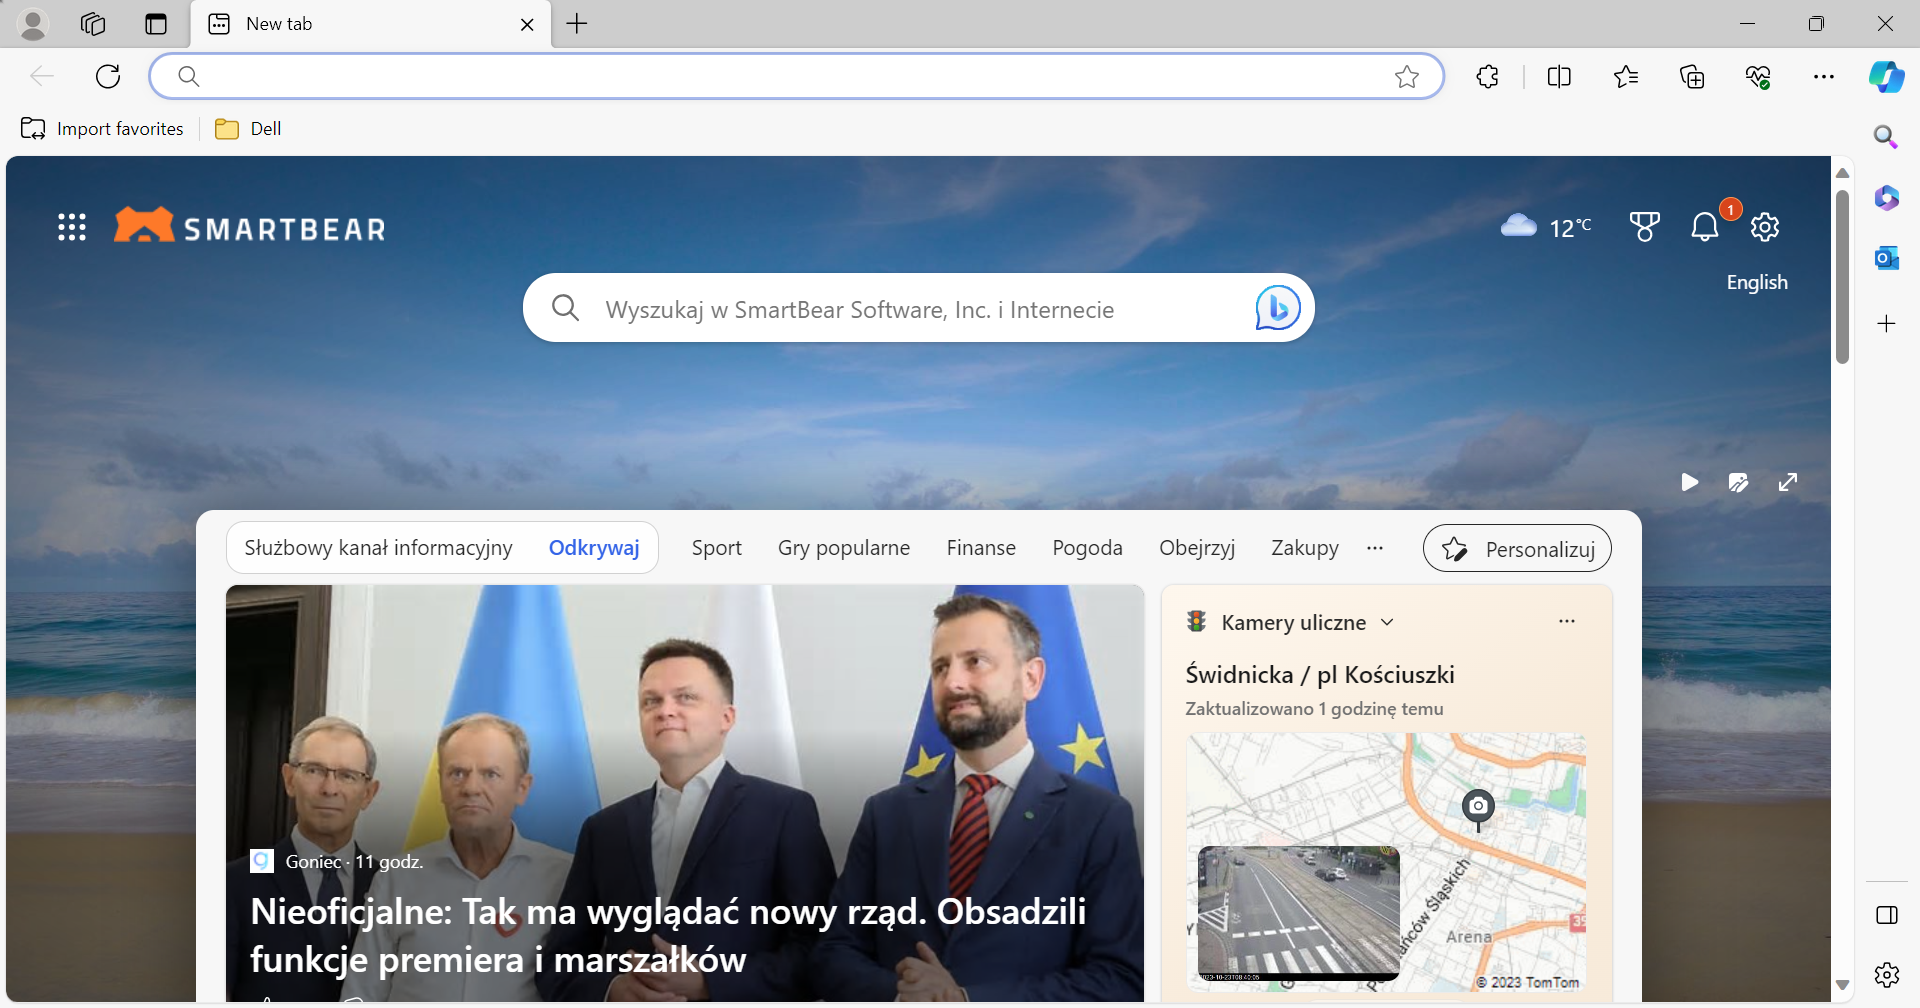 New tab
Import favorites
Dell
SMARTBEAR
12°C
1
English
Wyszukaj w SmartBear Software, Inc. i Internecie
Służbowy kanał informacyjny
Odkrywaj
Sport
Gry popularne
Finanse
Pogoda
Obejrzyj
Zakupy
Personalizuj
Kamery uliczne
Świdnicka / pl Kościuszki
Zaktualizowano 1 godzinę temu
Arena
© 2023 TomTom
Goniec · 11 godz.
Nieoficjalne: Tak ma wyglądać nowy rząd. Obsadzili
funkcje premiera i marszałków